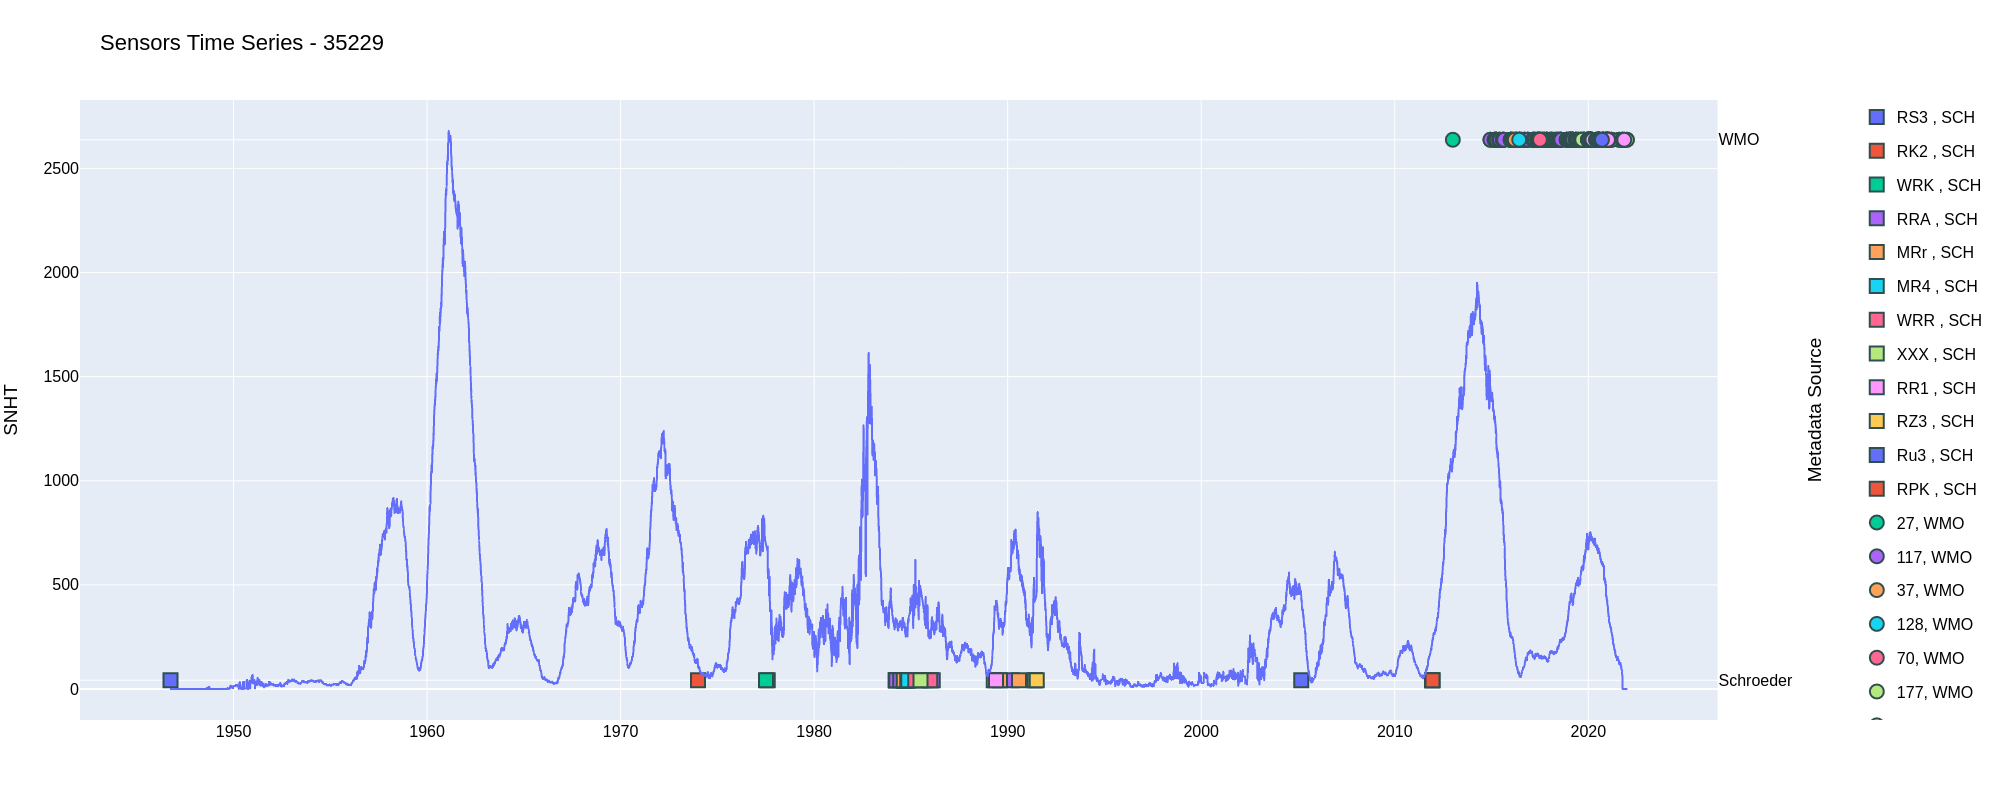 Sensors Time Series - 35229
SNHT
2500
2000
1500
1000
500
0
1950
1960
1970
1980
1990
2000
2010
2020
WMO
Schroeder
Metadata Source
RS3 , SCH
RK2 , SCH
WRK , SCH
RRA , SCH
MRr , SCH
MR4 , SCH
WRR , SCH
XXX , SCH
RR1 , SCH
RZ3 , SCH
Ru3 , SCH
RPK , SCH
27, WMO
117, WMO
37, WMO
128, WMO
70, WMO
177, WMO